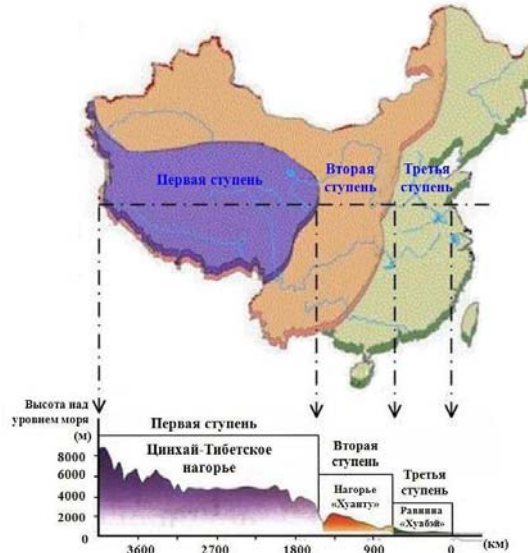 Первая ступень
Вторая
ступень
Третья
ступень
Высота над
уровнем моря
(м)
Первая ступень
Цинхай-Тибетское
нагорье
Вторая
ступень
Нагорье
«Хуанту»
Третья
ступень
Равнина
«Хуабэй»
8000
6000
4000
2000
0
3600
2700
1800
900
(км)